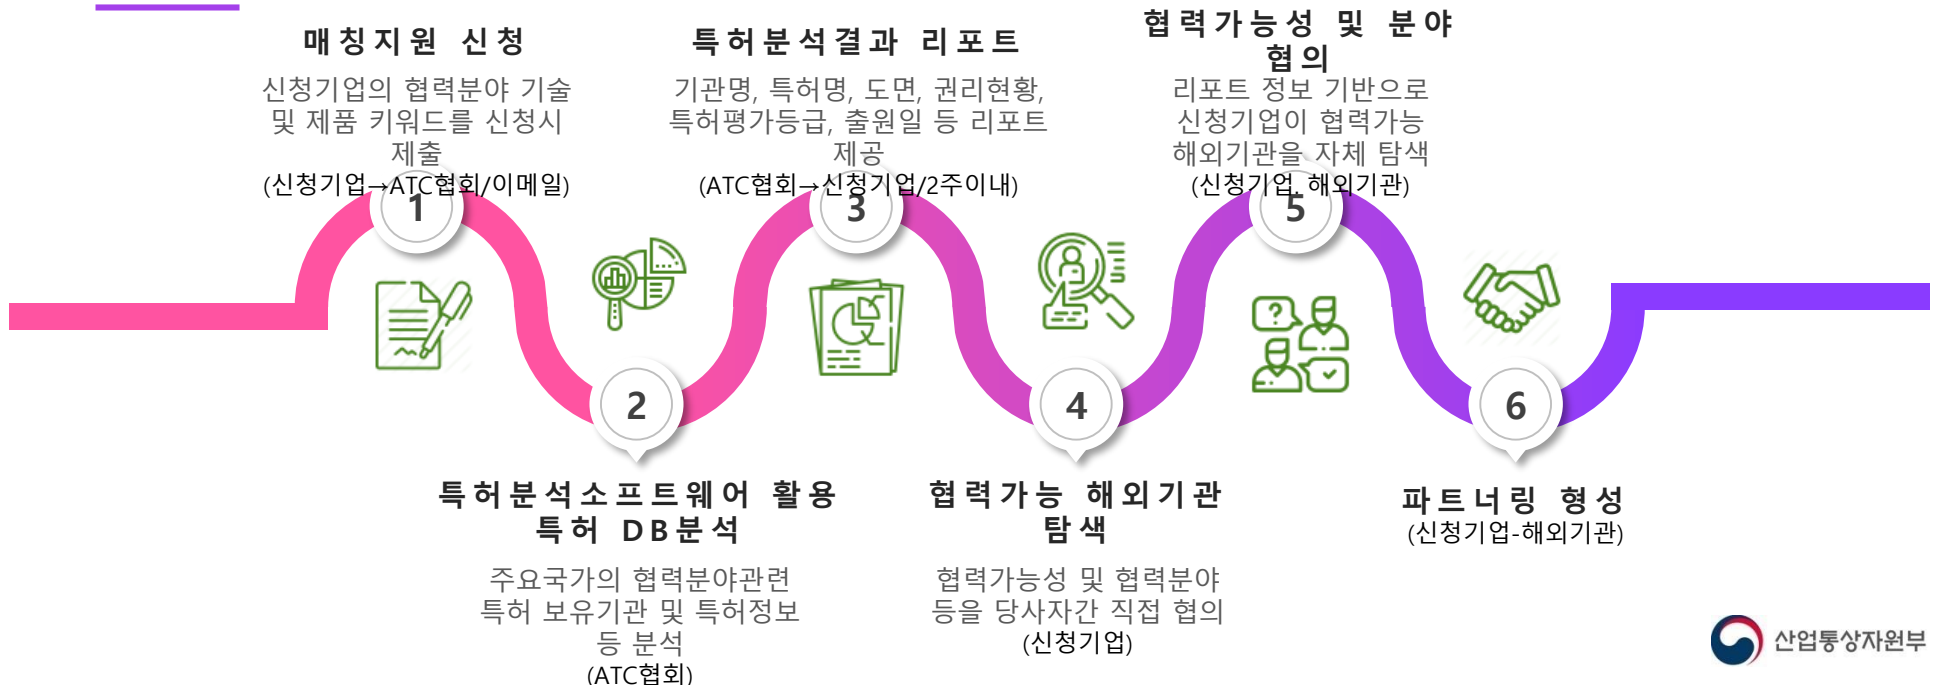 매칭지원 신청
신청기업의 협력분야 기술
및 제품 키워드를 신청시
제출
(신청기업→ATC협회/이메일)
1
특허분석소프트웨어 활용
특허 DB분석
주요국가의 협력분야관련
특허 보유기관 및 특허정보
등 분석
(ATC협회)
2
특허분석결과 리포트
기관명, 특허명, 도면, 권리현황,
특허평가등급, 출원일 등 리포트
제공
(ATC협회→신청기업/2주이내)
3
협력가능 해외기관
탐색
협력가능성 및 협력분야
등을 당사자간 직접 협의
(신청기업)
4
협력가능성 및 분야
협의
리포트 정보 기반으로
신청기업이 협력가능
해외기관을 자체 탐색
(신청기업, 해외기관)
5
파트너링 형성
(신청기업-해외기관)
6
산업통상자원부